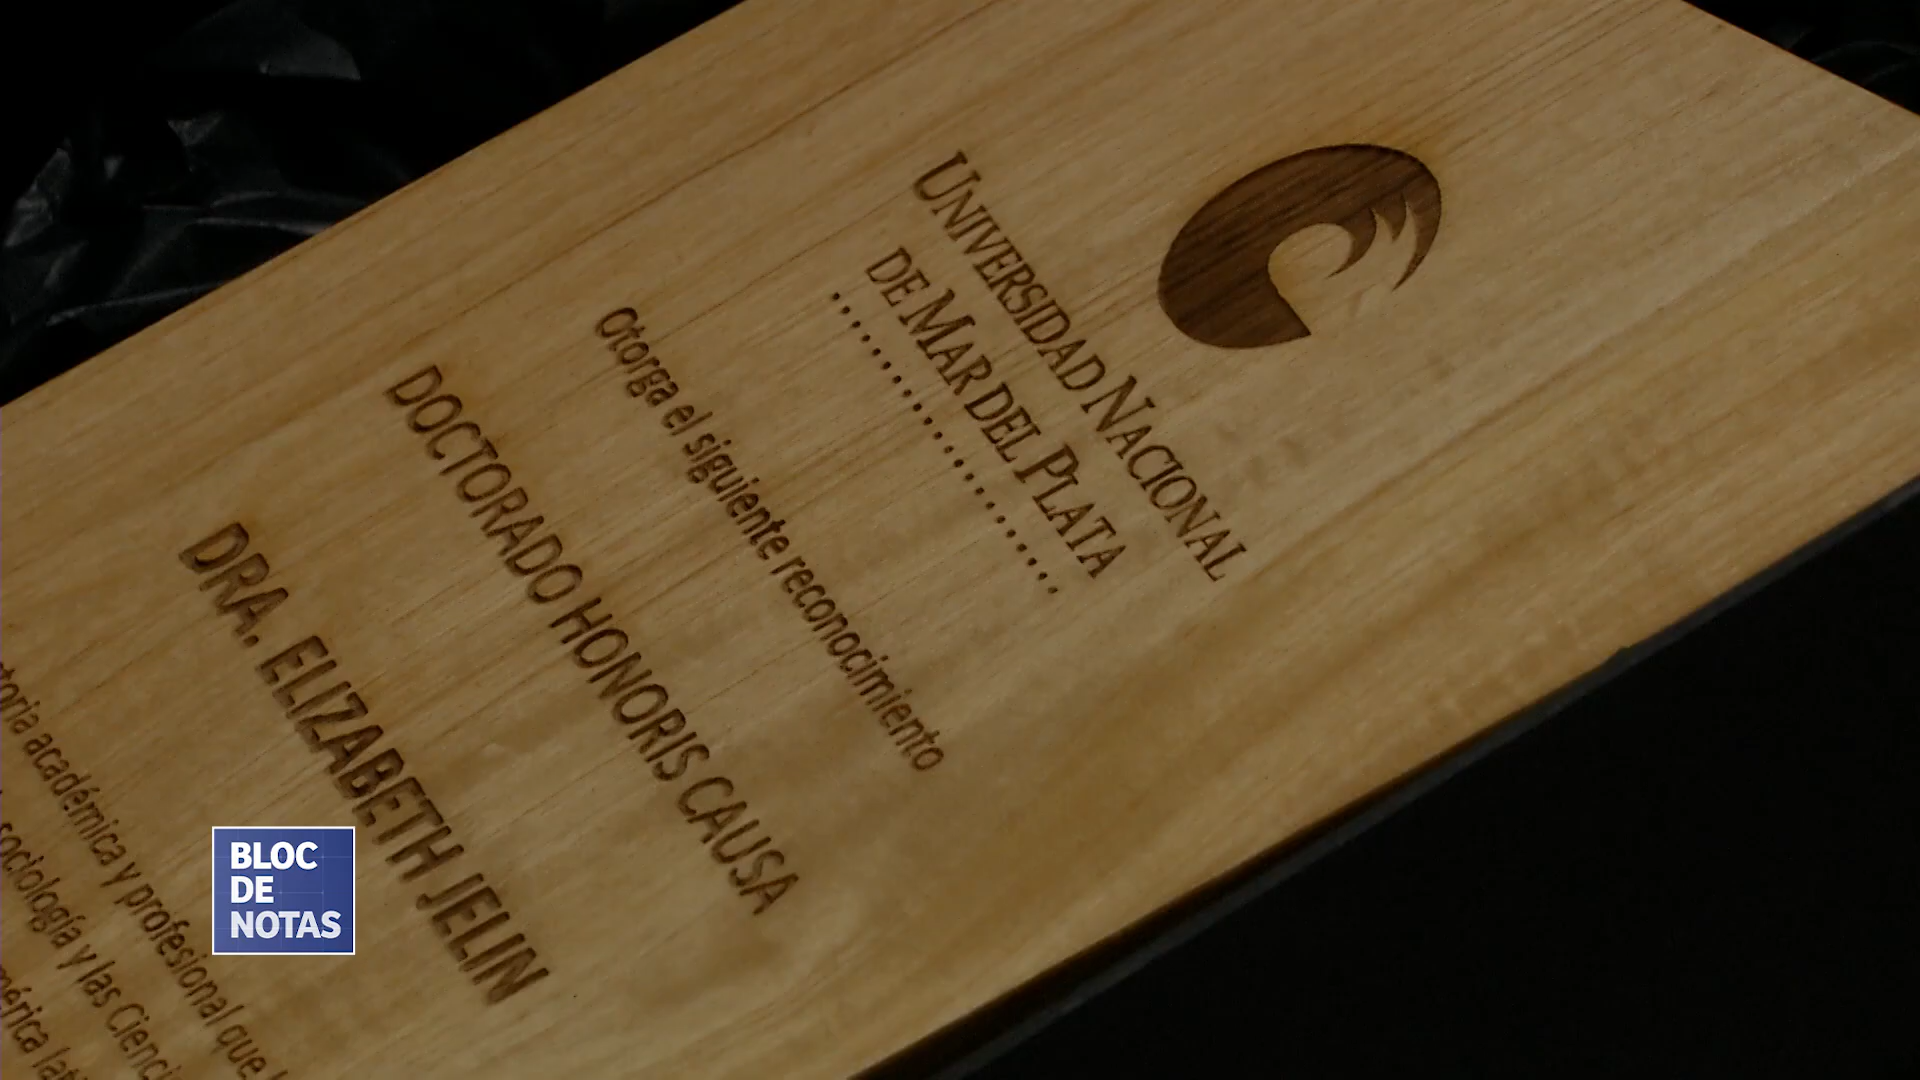 UNIVERSIDAD NACIONAL
DE MAR DEL PLATA
Otorga el siguiente reconocimiento
DOCTORADO HONORIS CAUSA
DRA. ELIZABETH JELIN
académica y profesional que
sociología y las
BLOC
DE
NOTAS